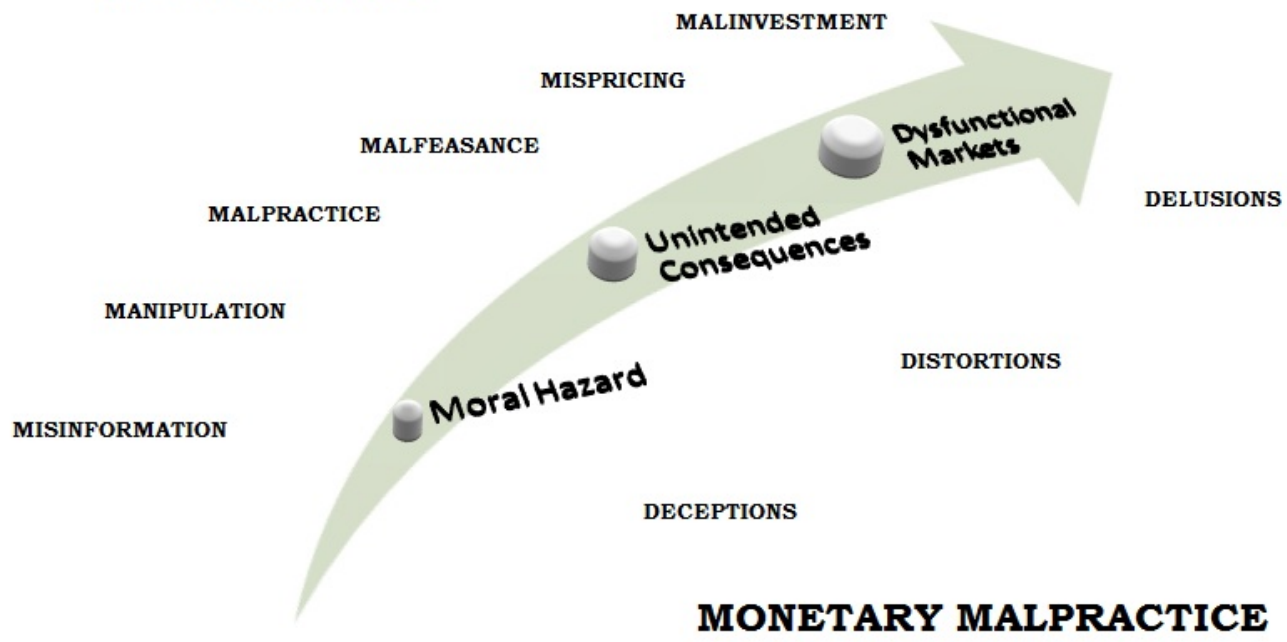 MALINVESTMENT
MISPRICING
MALFEASANCE
MALPRACTICE
MANIPULATION
MISINFORMATION
Dysfunctional
Markets
Unintended
Consequences
Moral Hazard
DELUSIONS
DISTORTIONS
DECEPTIONS
MONETARY MALPRACTICE